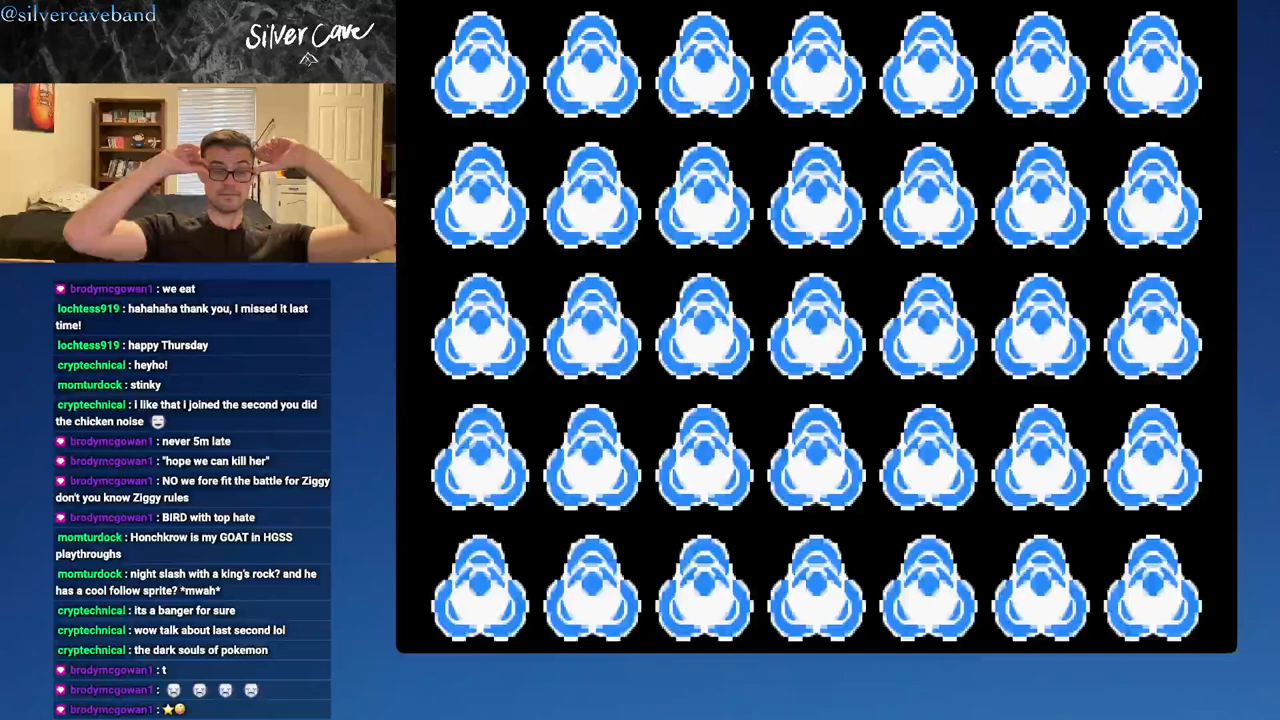 @silvercaveband
Silver Cave
brodymcgowan1 : we eat
lochtess919 : hahahaha thank you, I missed it last
time!
lochtess919 : happy Thursday
cryptechnical : heyho!
momturdock : stinky
cryptechnical : i like that i joined the second you did
the chicken noise
brodymcgowan1 : never 5m late
brodymcgowan1 : "hope we can kill her"
brodymcgowan1 : NO we fore fit the battle for Ziggy
don't you know Ziggy rules
brodymcgowan1 : BIRD with top hate
momturdock : Honchkrow is my GOAT in HGSS
playthroughs
momturdock : night slash with a king's rock? and he
has a cool follow sprite? *mwah*
cryptechnical : its a banger for sure
cryptechnical : wow talk about last second lol
cryptechnical : the dark souls of pokemon
brodymcgowan1 : t
brodymcgowan1 :
brodymcgowan1 :